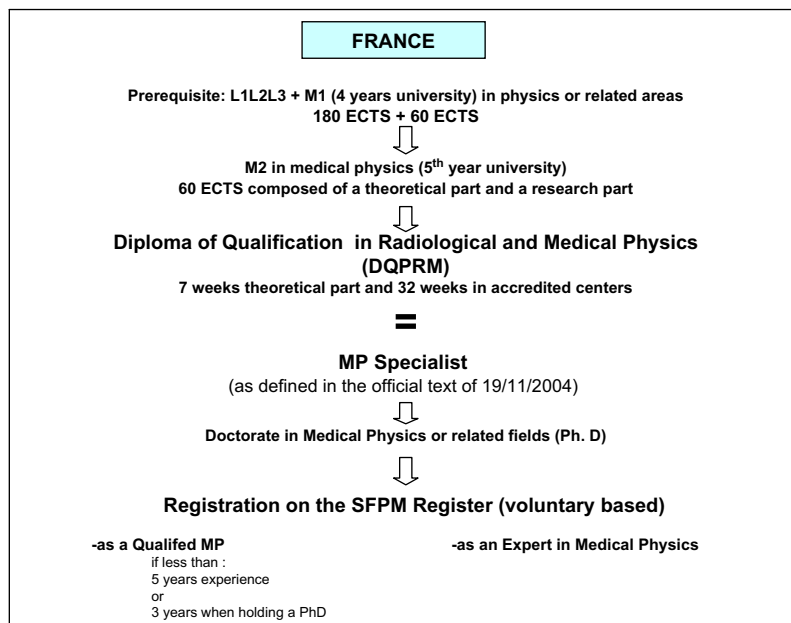 FRANCE
Prerequisite: L1L2L3 + M1 (4 years university) in physics or related areas
180 ECTS + 60 ECTS
M2 in medical physics (5th year university)
60 ECTS composed of a theoretical part and a research part
Diploma of Qualification in Radiological and Medical Physics
(DQPRM)
7 weeks theoretical part and 32 weeks in accredited centers
=
MP Specialist
(as defined in the official text of 19/11/2004)
Doctorate in Medical Physics or related fields (Ph. D)
Registration on the SFPM Register (voluntary based)
-as a Qualifed MP
-as an Expert in Medical Physics
if less than :
5 years experience
or
3 years when holding a PhD